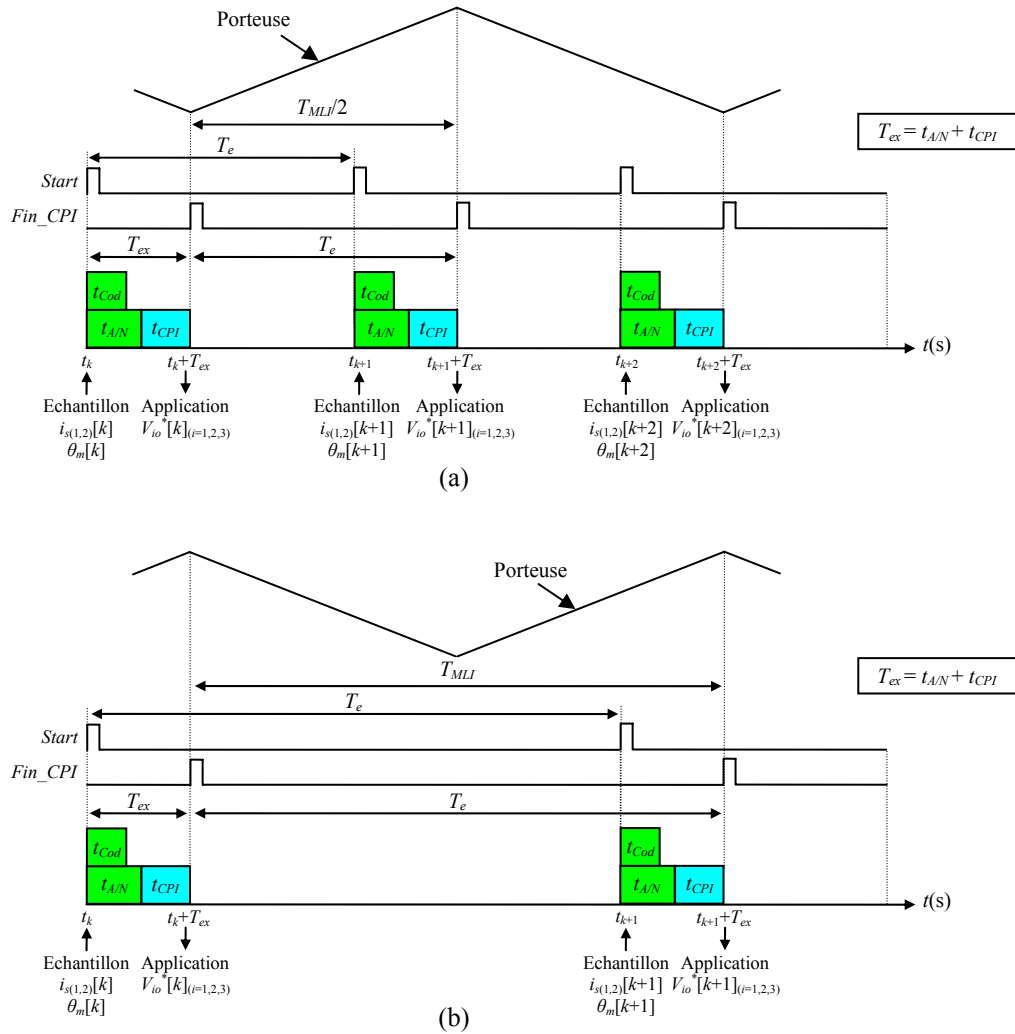 (a)
Porteuse
T_MLI/2
T_ex = t_A/N + t_CPI
T_e
Start
Fin_CPI
T_ex
T_e
t_Cod
t_Cod
t_Cod
t_A/N t_CPI
t_A/N t_CPI
t_A/N t_CPI
t(s)
t_k
t_k+T_ex
t_k+1
t_k+1+T_ex
t_k+2
t_k+2+T_ex
Echantillon
i_s(1,2)[k]
θ_m[k]
Application
V_io*[k](i=1,2,3)
Echantillon
i_s(1,2)[k+1]
θ_m[k+1]
Application
V_io*[k+1](i=1,2,3)
Echantillon
i_s(1,2)[k+2]
θ_m[k+2]
Application
V_io*[k+2](i=1,2,3)
(a)
Porteuse
T_MLI
T_ex = t_A/N + t_CPI
T_e
Start
Fin_CPI
T_ex
T_e
t_Cod
t_Cod
t_A/N t_CPI
t_A/N t_CPI
t(s)
t_k
t_k+T_ex
t_k+1
t_k+1+T_ex
Echantillon
i_s(1,2)[k]
θ_m[k]
Application
V_io*[k](i=1,2,3)
Echantillon
i_s(1,2)[k+1]
θ_m[k+1]
Application
V_io*[k+1](i=1,2,3)
(b)